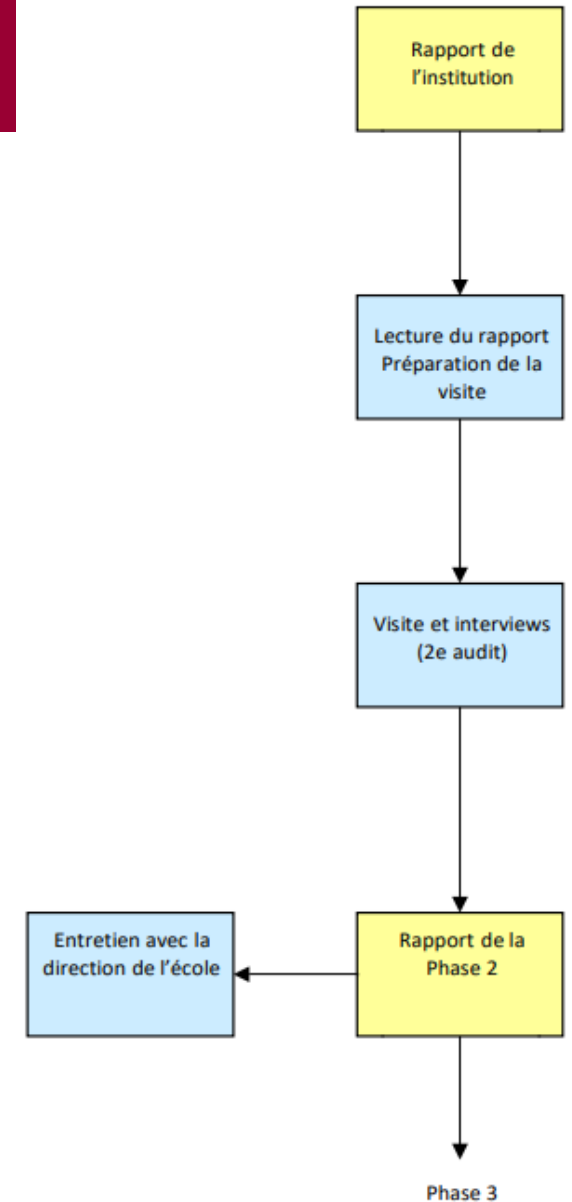 Rapport de
l’institution
Lecture du rapport
Préparation de la
visite
Visite et interviews
(2e audit)
Entretien avec la
direction de l’école
Rapport de la
Phase 2
Phase 3